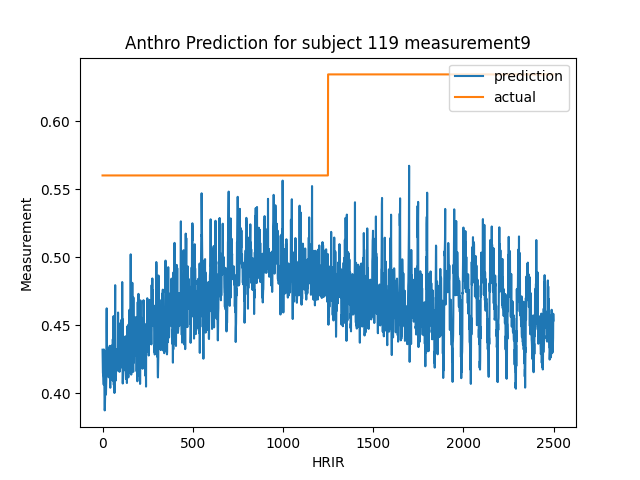 Anthro Prediction for subject 119 measurement9
prediction
actual
0.60
0.55
0.50
0.45
0.40
Measurement
0
500
1000
1500
2000
2500
HRIR